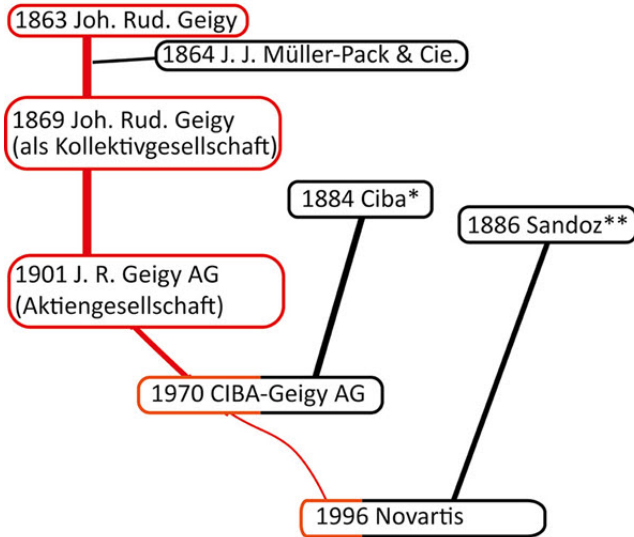 1863 Joh. Rud. Geigy
1864 J. J. Müller-Pack & Cie.
1869 Joh. Rud. Geigy
(als Kollektivgesellschaft)
1884 Ciba*
1886 Sandoz**
1901 J. R. Geigy AG
(Aktiengesellschaft)
1970 CIBA-Geigy AG
1996 Novartis